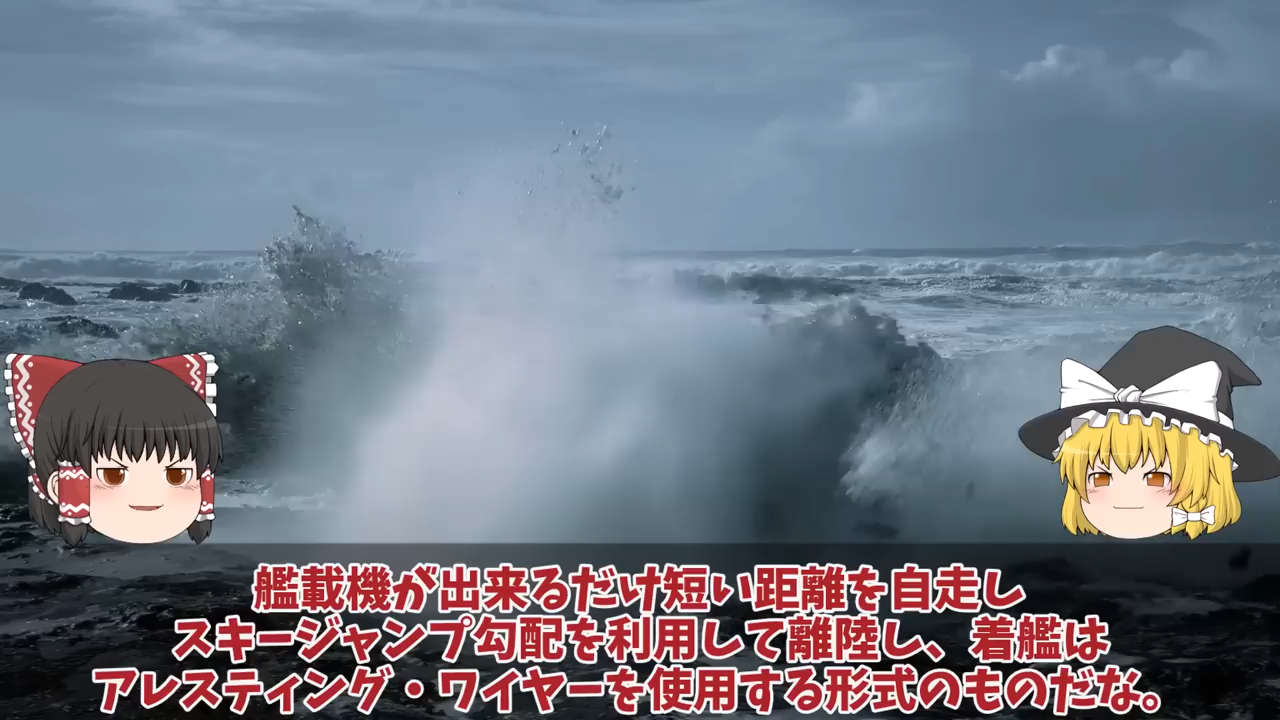 艦載機が出来るだけ短い距離を自走し
スキージャンプ勾配を利用して離陸し、着艦は
アレスティング・ワイヤーを使用する形式のものだな。